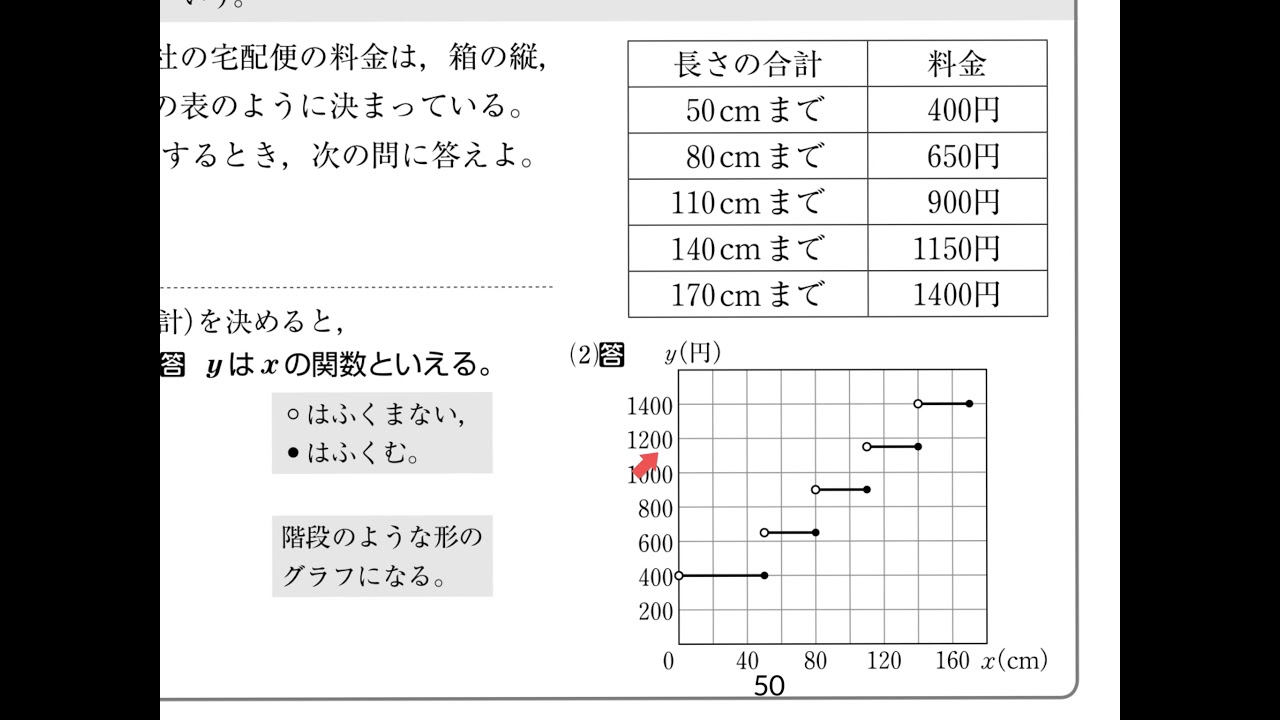 社の宅配便の料金は，箱の縦，
の表のように決まっている。
するとき，次の問に答えよ。
長さの合計 料金
50cmまで 400円
80cmまで 650円
110cmまで 900円
140cmまで 1150円
170cmまで 1400円
計)を決めると，
答 yはxの関数といえる。
○はふくまない，
●はふくむ。
階段のような形の
グラフになる。
(2)答 y(円)
1400
1200
1000
800
600
400
200
0 40 80 120 160 x(cm)
50